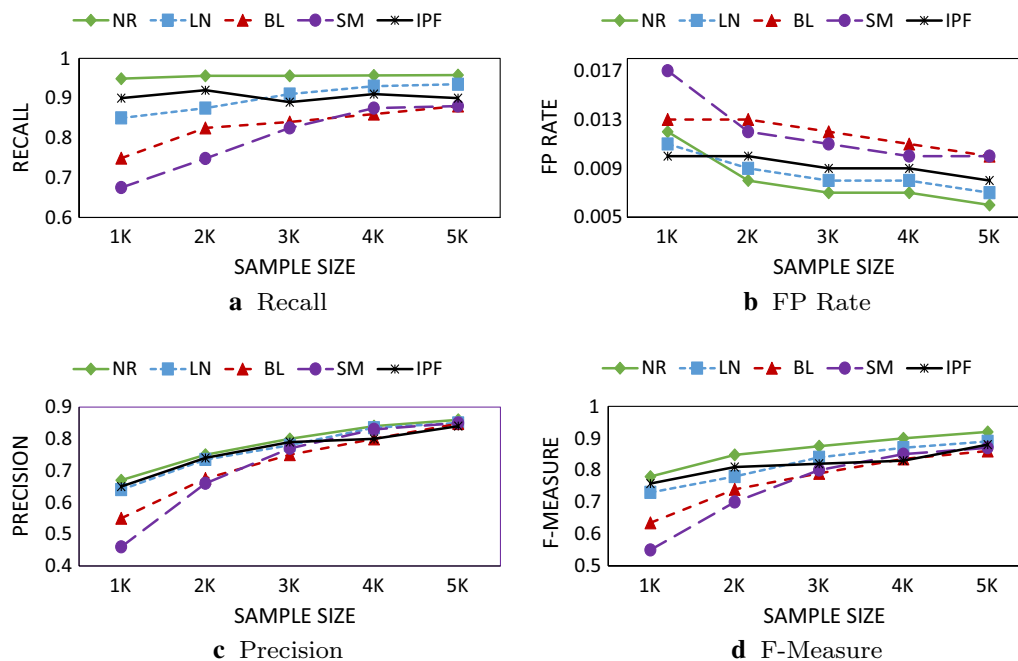 NR LN BL SM IPF
1
0.9
0.8
0.7
0.6
RECALL
1K 2K 3K 4K 5K
SAMPLE SIZE
a Recall
NR LN BL SM IPF
0.017
0.013
0.009
0.005
FP RATE
1K 2K 3K 4K 5K
SAMPLE SIZE
b FP Rate
NR LN BL SM IPF
0.9
0.8
0.7
0.6
0.5
0.4
PRECISION
1K 2K 3K 4K 5K
SAMPLE SIZE
c Precision
NR LN BL SM IPF
1
0.9
0.8
0.7
0.6
0.5
F-MEASURE
1K 2K 3K 4K 5K
SAMPLE SIZE
d F-Measure